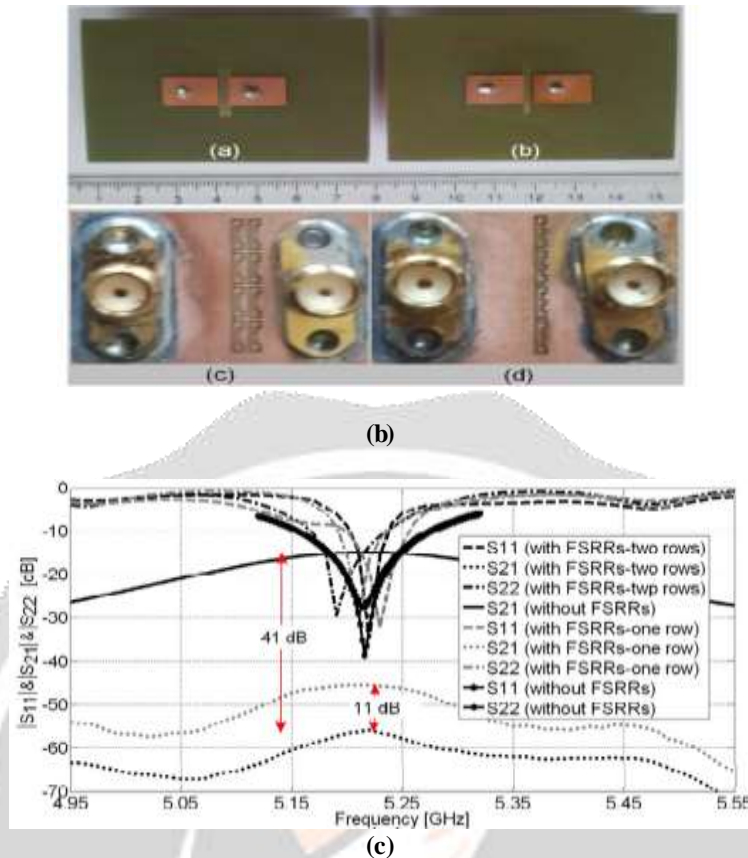 (a) (b)
1 2 3 4 5 6 7 8 9 10 11 12 13 14 15
(c) (d)
(b)
0
-10
-20
-30
-40
-50
-60
-70
|S11|&|S21|&|S22| [dB]
41 dB
11 dB
S11 (with FSRRs-two rows)
S21 (with FSRRs-two rows)
S22 (with FSRRs-twp rows)
S21 (without FSRRs)
S11 (with FSRRs-one row)
S21 (with FSRRs-one row)
S22 (with FSRRs-one row)
S11 (without FSRRs)
S22 (without FSRRs)
4.95 5.05 5.15 5.25 5.35 5.45 5.55
Frequency [GHz]
(c)